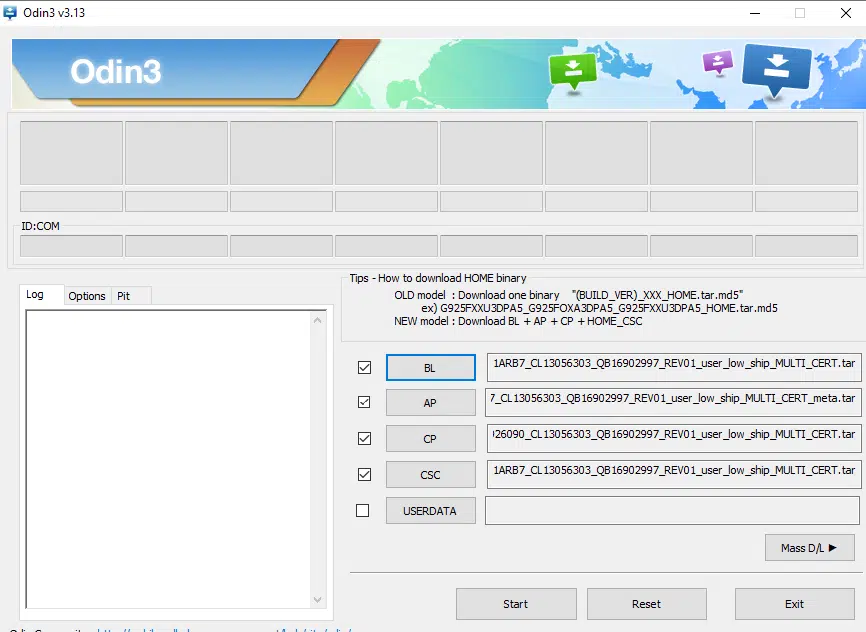 Odin3 v3.13
Odin3
ID:COM
Log
Options
Pit
Tips - How to download HOME binary
OLD model : Download one binary "(BUILD_VER)_XXX_HOME.tar.md5"
ex) G925FXXU3DPA5_G925FOXA3DPA5_G925FXXU3DPA5_HOME.tar.md5
NEW model : Download BL + AP + CP + HOME_CSC
BL 1ARB7_CL13056303_QB16902997_REV01_user_low_ship_MULTI_CERT.tar
AP 7_CL13056303_QB16902997_REV01_user_low_ship_MULTI_CERT_meta.tar
CP 26090_CL13056303_QB16902997_REV01_user_low_ship_MULTI_CERT.tar
CSC 1ARB7_CL13056303_QB16902997_REV01_user_low_ship_MULTI_CERT.tar
USERDATA
Mass D/L ►
Start
Reset
Exit